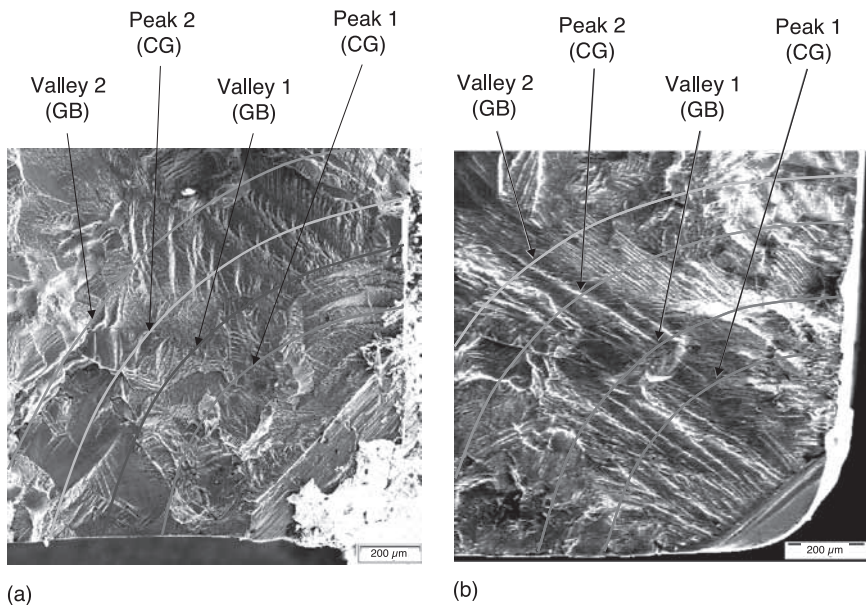 Peak 2
(CG)
Peak 1
(CG)
Valley 2
(GB)
Valley 1
(GB)
200 μm
(a)
Peak 2
(CG)
Peak 1
(CG)
Valley 2
(GB)
Valley 1
(GB)
200 μm
(b)